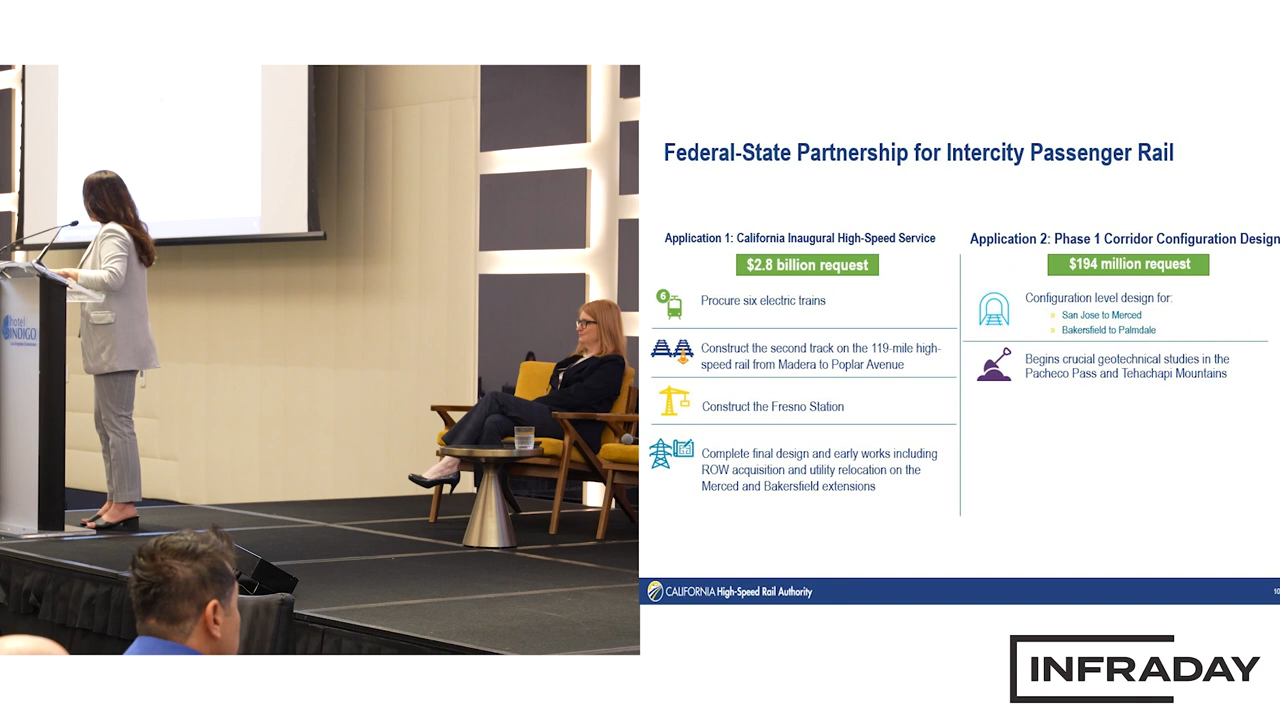 hotel
INDIGO
Federal-State Partnership for Intercity Passenger Rail
Application 1: California Inaugural High-Speed Service
$2.8 billion request
6
Procure six electric trains
Construct the second track on the 119-mile high-
speed rail from Madera to Poplar Avenue
Construct the Fresno Station
Complete final design and early works including
ROW acquisition and utility relocation on the
Merced and Bakersfield extensions
Application 2: Phase 1 Corridor Configuration Design
$194 million request
Configuration level design for:
» San Jose to Merced
» Bakersfield to Palmdale
Begins crucial geotechnical studies in the
Pacheco Pass and Tehachapi Mountains
CALIFORNIA High-Speed Rail Authority
10
INFRADAY